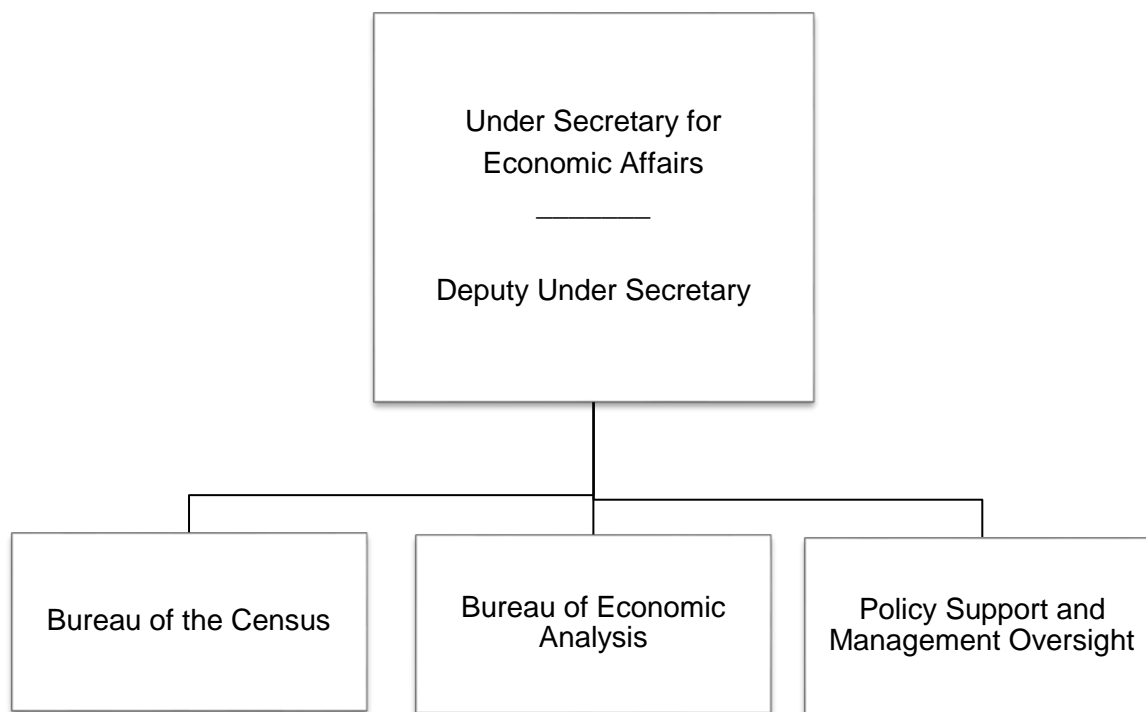 Under Secretary for
Economic Affairs
_______
Deputy Under Secretary
Bureau of the Census
Bureau of Economic
Analysis
Policy Support and
Management Oversight